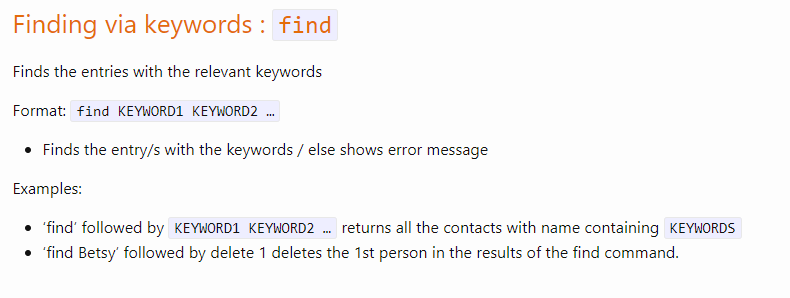 Finding via keywords : find
Finds the entries with the relevant keywords
Format: find KEYWORD1 KEYWORD2 …
• Finds the entry/s with the keywords / else shows error message
Examples:
• ‘find’ followed by KEYWORD1 KEYWORD2 … returns all the contacts with name containing KEYWORDS
• ‘find Betsy’ followed by delete 1 deletes the 1st person in the results of the find command.